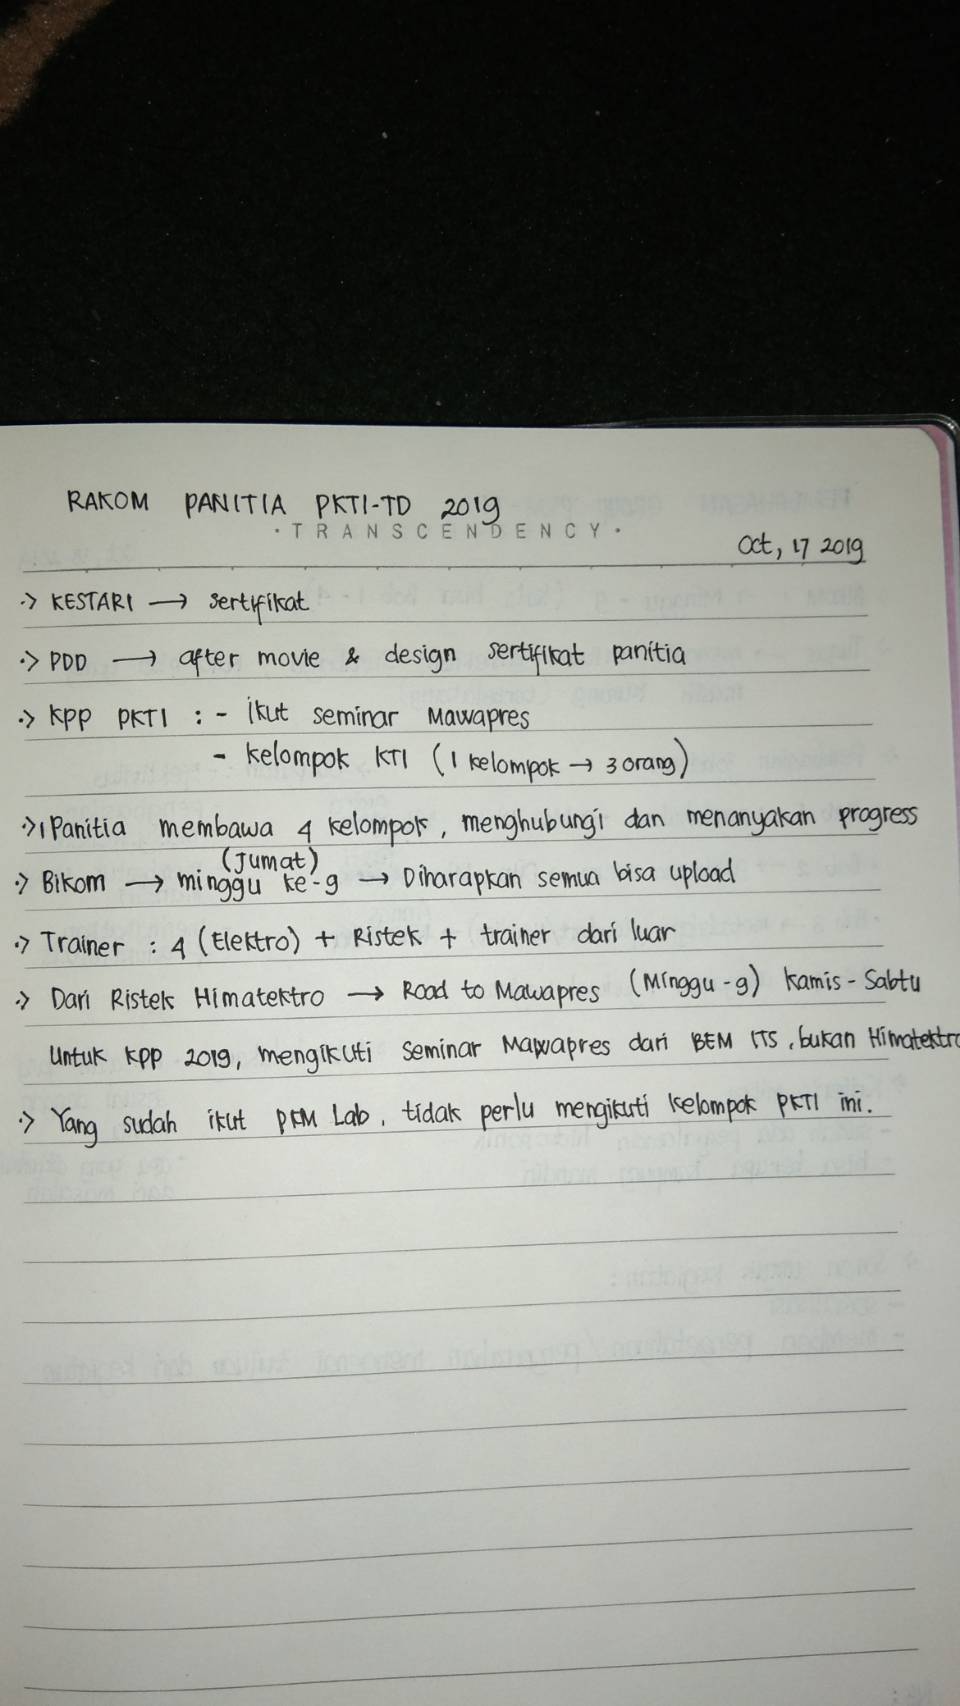 RAKOM PANITIA PKTI-TD 2019
·TRANSCENDENCY·
Oct, 17 2019
·> KESTARI → sertifikat
·> PDD → after movie & design sertifikat panitia
·> KPP PKTI : - Ikut seminar Mawapres
- Kelompok KTI (1 kelompok → 3 orang)
·> 1 Panitia membawa 4 kelompok, menghubungi dan menanyakan progress
(Jumat)
·> Bikom → minggu ke-9 → Diharapkan semua bisa upload
·> Trainer : 4 (Elektro) + Ristek + trainer dari luar
·> Dari Ristek Himatektro → Road to Mawapres (Minggu-9) Kamis-Sabtu
Untuk KPP 2019, mengikuti seminar Mawapres dari BEM ITS, bukan Himatektro
·> Yang sudah ikut PKM Lab, tidak perlu mengikuti kelompok PKTI ini.